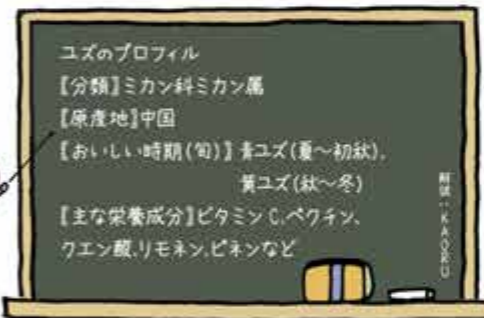 ユズのプロフィル
【分類】ミカン科ミカン属
【原産地】中国
【おいしい時期(旬)】青ユズ(夏〜初秋)、
黄ユズ(秋〜冬)
【主な栄養成分】ビタミンC、ペクチン、
クエン酸、リモネン、ピネンなど
解説:KAORU